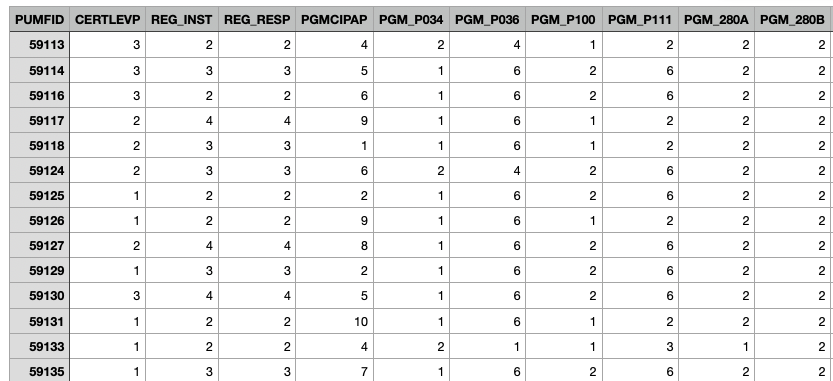 PUMFID CERTLEVP REG_INST REG_RESP PGMCIPAP PGM_P034 PGM_P036 PGM_P100 PGM_P111 PGM_280A PGM_280B
59113 3 2 2 4 2 4 1 2 2 2
59114 3 3 3 5 1 6 2 6 2 2
59116 3 2 2 6 1 6 2 6 2 2
59117 2 4 4 9 1 6 1 2 2 2
59118 2 3 3 1 1 6 1 2 2 2
59124 2 3 3 6 2 4 2 6 2 2
59125 1 2 2 2 1 6 2 6 2 2
59126 1 2 2 9 1 6 1 2 2 2
59127 2 4 4 8 1 6 2 6 2 2
59129 1 3 3 2 1 6 2 6 2 2
59130 3 4 4 5 1 6 2 6 2 2
59131 1 2 2 10 1 6 1 2 2 2
59133 1 2 2 4 2 1 1 3 1 2
59135 1 3 3 7 1 6 2 6 2 2